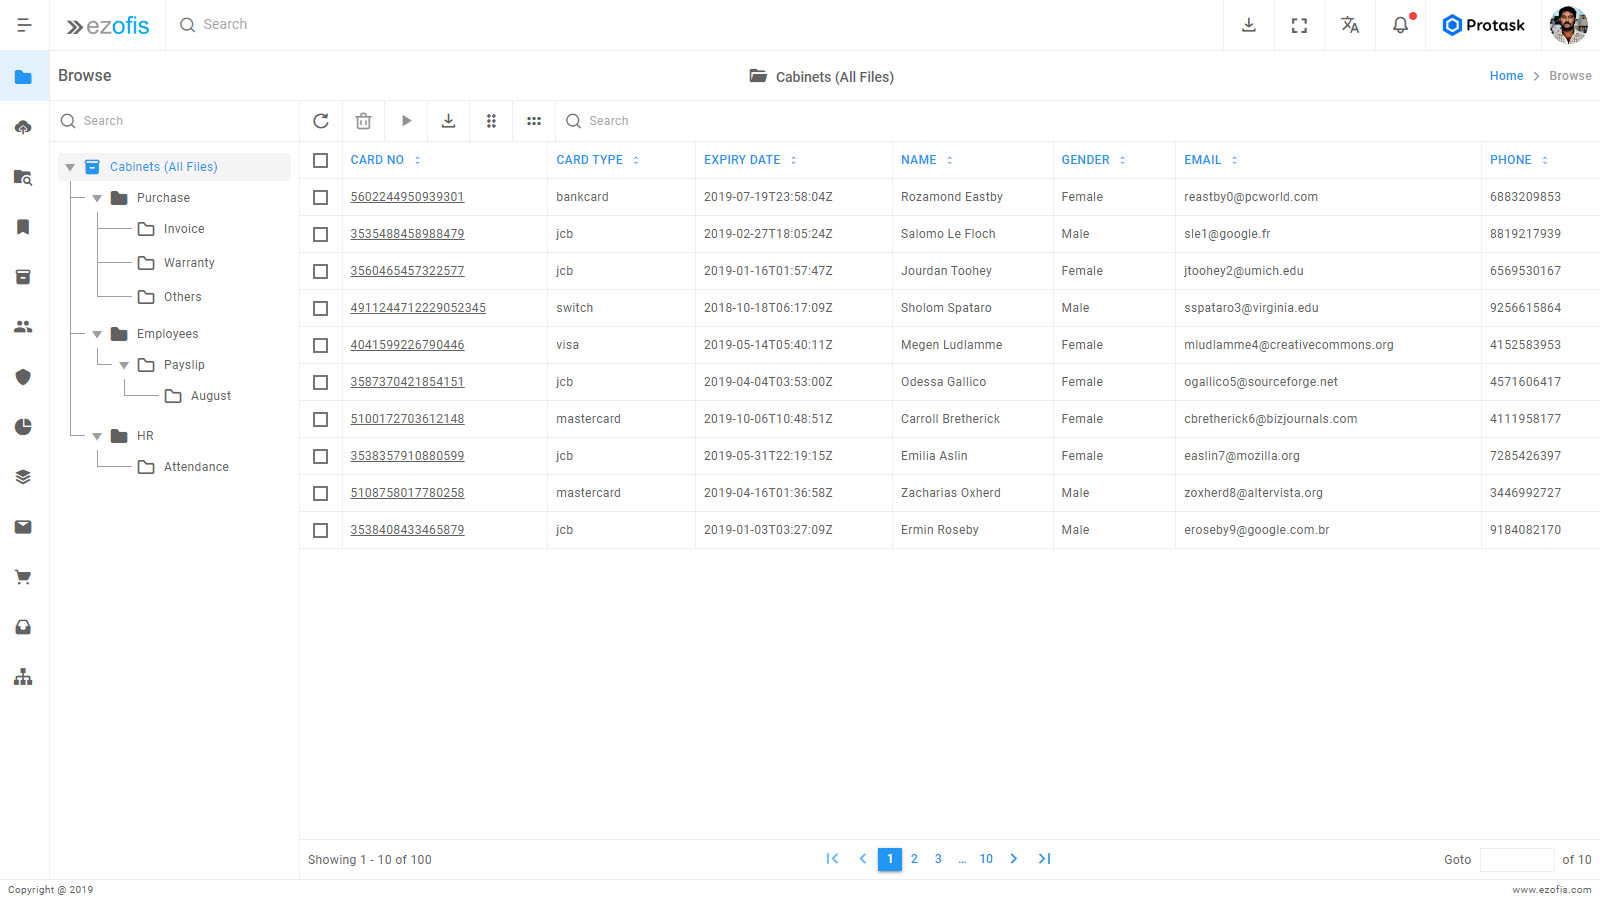 ezofis Search Protask
Browse Cabinets (All Files) Home Browse
Search Search
Cabinets (All Files)
Purchase
Invoice
Warranty
Others
Employees
Payslip
August
HR
Attendance
CARD NO CARD TYPE EXPIRY DATE NAME GENDER EMAIL PHONE
5602244950939301 bankcard 2019-07-19T23:58:04Z Rozamond Eastby Female reastby0@pcworld.com 6883209853
3535488458988479 jcb 2019-02-27T18:05:24Z Salomo Le Floch Male sle1@google.fr 8819217939
3560465457322577 jcb 2019-01-16T01:57:47Z Jourdan Toohey Female jtoohey2@umich.edu 6569530167
4911244712229052345 switch 2018-10-18T06:17:09Z Sholom Spataro Male sspataro3@virginia.edu 9256615864
4041599226790446 visa 2019-05-14T05:40:11Z Megen Ludlamme Female mludlamme4@creativecommons.org 4152583953
3587370421854151 jcb 2019-04-04T03:53:00Z Odessa Gallico Female ogallico5@sourceforge.net 4571606417
5100172703612148 mastercard 2019-10-06T10:48:51Z Carroll Bretherick Female cbretherick6@bizjournals.com 4111958177
3538357910880599 jcb 2019-05-31T22:19:15Z Emilia Aslin Female easlin7@mozilla.org 7285426397
5108758017780258 mastercard 2019-04-16T01:36:58Z Zacharias Oxherd Male zoxherd8@altervista.org 3446992727
3538408433465879 jcb 2019-01-03T03:27:09Z Ermin Roseby Male eroseby9@google.com.br 9184082170
Showing 1 - 10 of 100 1 2 3 ... 10 Goto of 10
Copyright @ 2019 www.ezofis.com